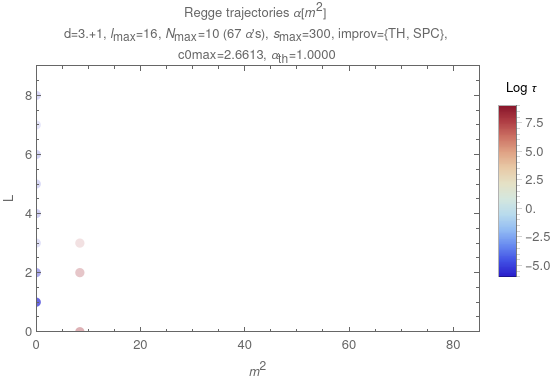 Regge trajectories α[m²]
d=3.+1, lmax=16, Nmax=10 (67 α's), smax=300, improv={TH, SPC},
c0max=2.6613, αth=1.0000
Log τ
L
8
6
4
2
0
7.5
5.0
2.5
0.
−2.5
−5.0
0 20 40 60 80
m²